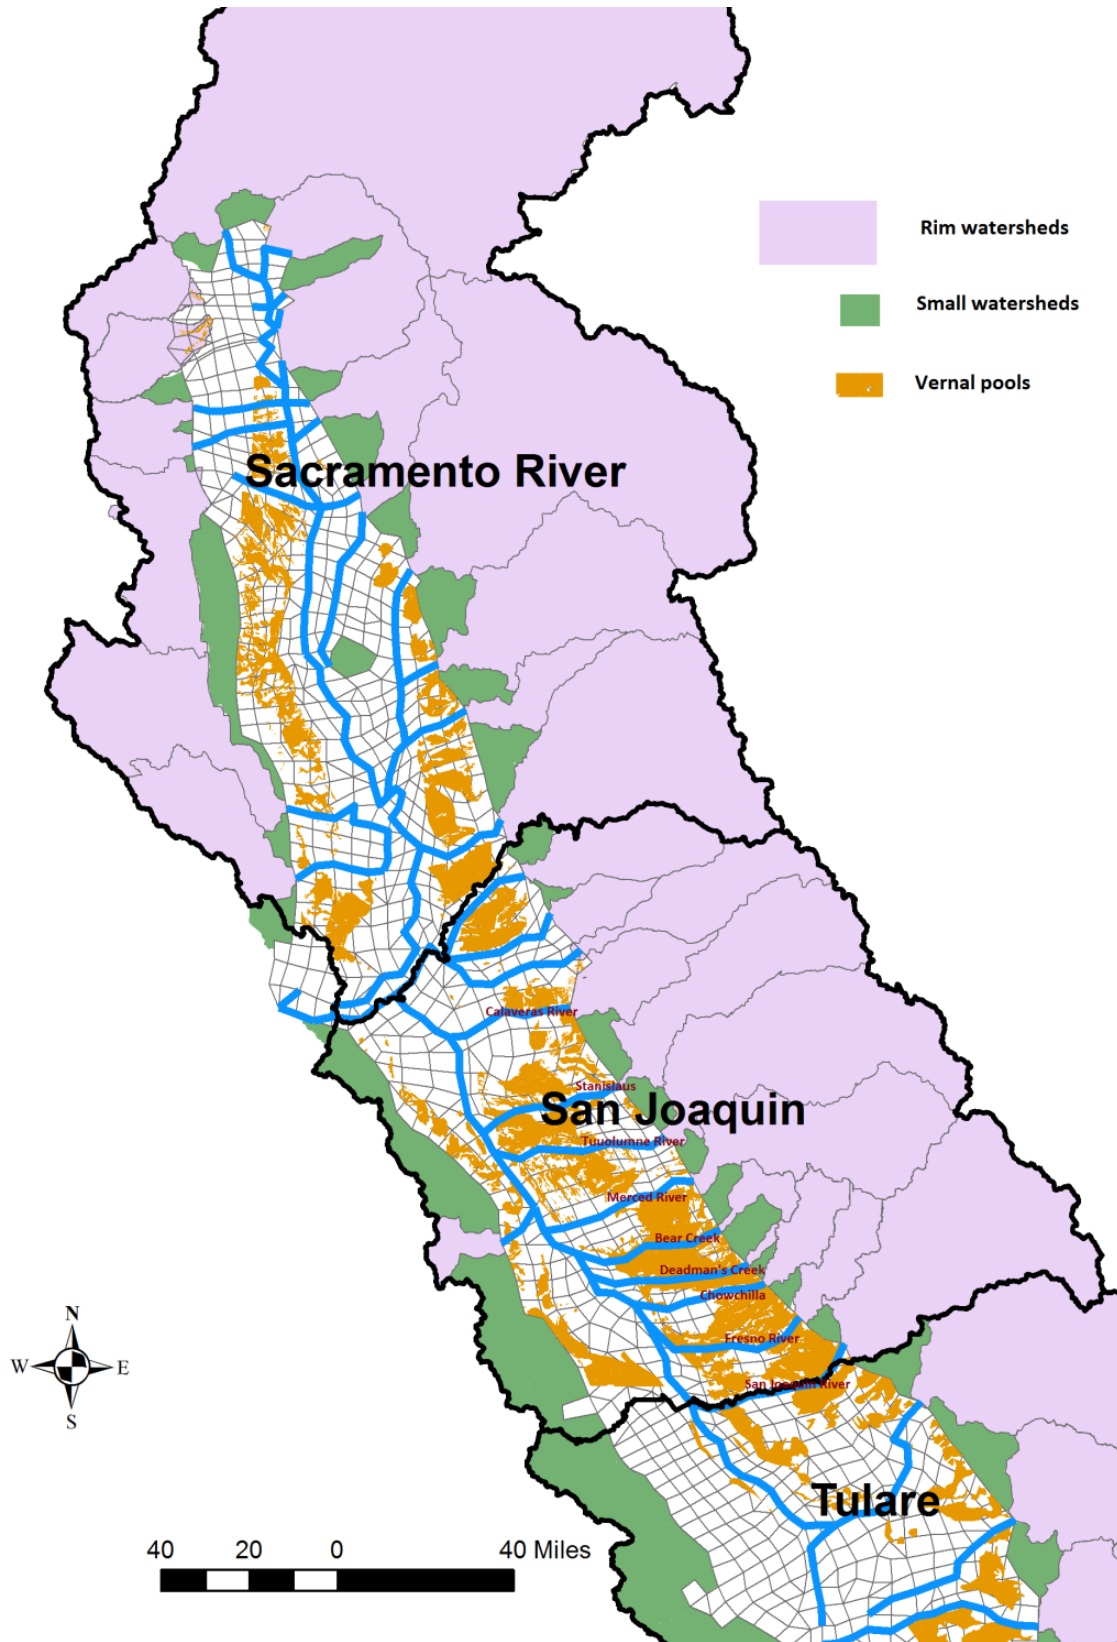 Rim watersheds
Small watersheds
Vernal pools
Sacramento River
Calaveras River
Stanislaus
San Joaquin
Tuuolumne River
Merced River
Bear Creek
Deadman's Creek
Chowchilla
Fresno River
San Joaquin River
Tulare
N
W E
S
40 20 0 40 Miles